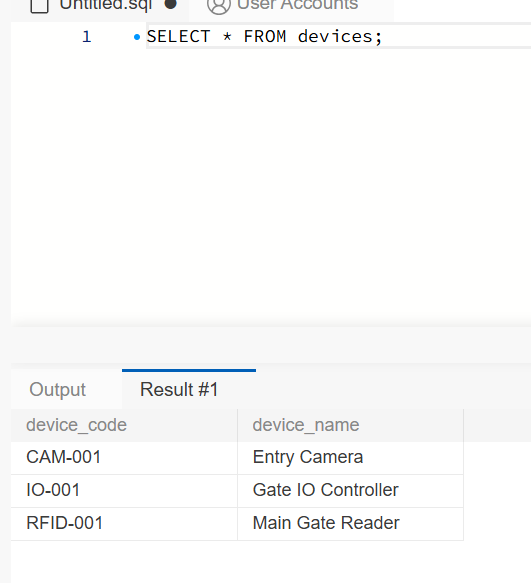 Untitled.sql User Accounts
1 SELECT * FROM devices;
Output Result #1
device_code device_name
CAM-001 Entry Camera
IO-001 Gate IO Controller
RFID-001 Main Gate Reader